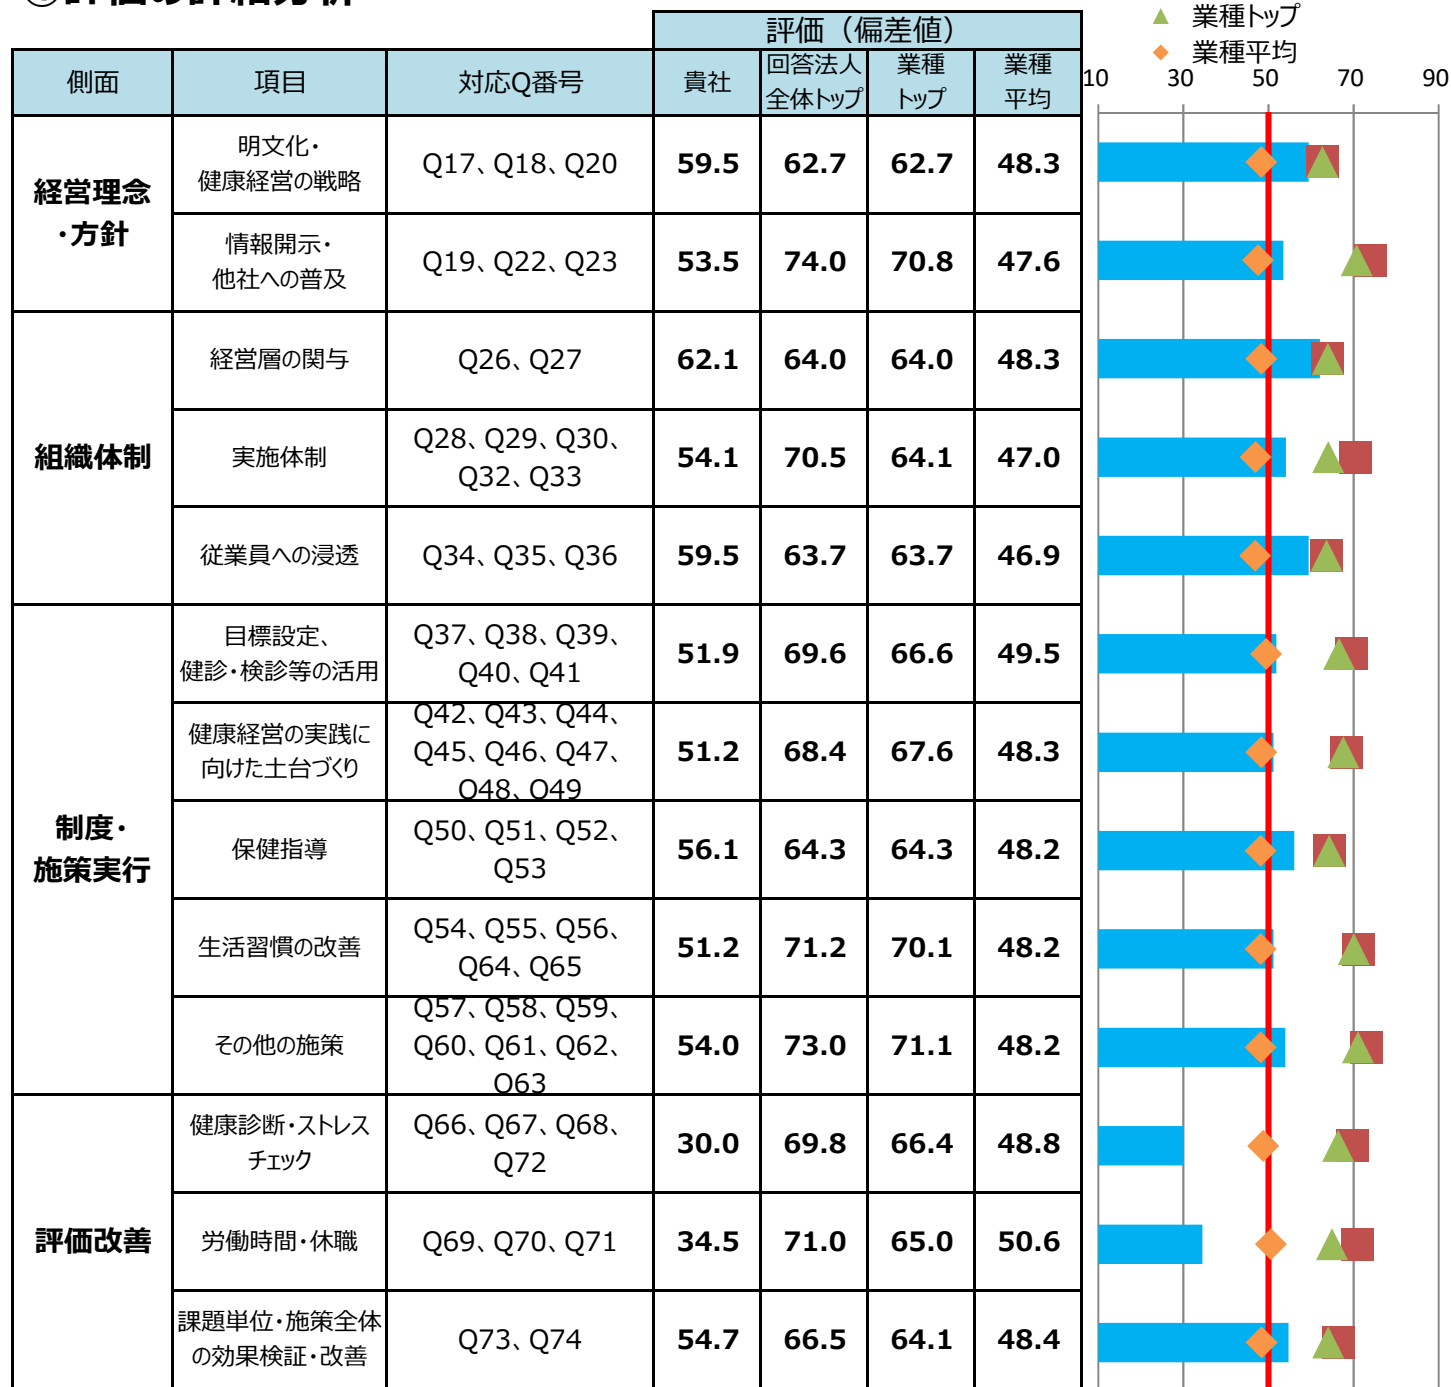 評価（偏差値）
▲ 業種トップ
◆ 業種平均
側面 項目 対応Q番号 貴社 回答法人 業種 業種
全体トップ トップ 平均
10 30 50 70 90
経営理念
・方針
明文化・
健康経営の戦略
Q17、Q18、Q20 59.5 62.7 62.7 48.3
情報開示・
他社への普及
Q19、Q22、Q23 53.5 74.0 70.8 47.6
組織体制
経営層の関与 Q26、Q27 62.1 64.0 64.0 48.3
実施体制
Q28、Q29、Q30、
Q32、Q33
54.1 70.5 64.1 47.0
従業員への浸透 Q34、Q35、Q36 59.5 63.7 63.7 46.9
制度・
施策実行
目標設定、
健診・検診等の活用
Q37、Q38、Q39、
Q40、Q41
51.9 69.6 66.6 49.5
健康経営の実践に
向けた土台づくり
Q42、Q43、Q44、
Q45、Q46、Q47、
Q48、Q49
51.2 68.4 67.6 48.3
保健指導
Q50、Q51、Q52、
Q53
56.1 64.3 64.3 48.2
生活習慣の改善
Q54、Q55、Q56、
Q64、Q65
51.2 71.2 70.1 48.2
その他の施策
Q57、Q58、Q59、
Q60、Q61、Q62、
Q63
54.0 73.0 71.1 48.2
評価改善
健康診断・ストレス
チェック
Q66、Q67、Q68、
Q72
30.0 69.8 66.4 48.8
労働時間・休職 Q69、Q70、Q71 34.5 71.0 65.0 50.6
課題単位・施策全体
の効果検証・改善
Q73、Q74 54.7 66.5 64.1 48.4